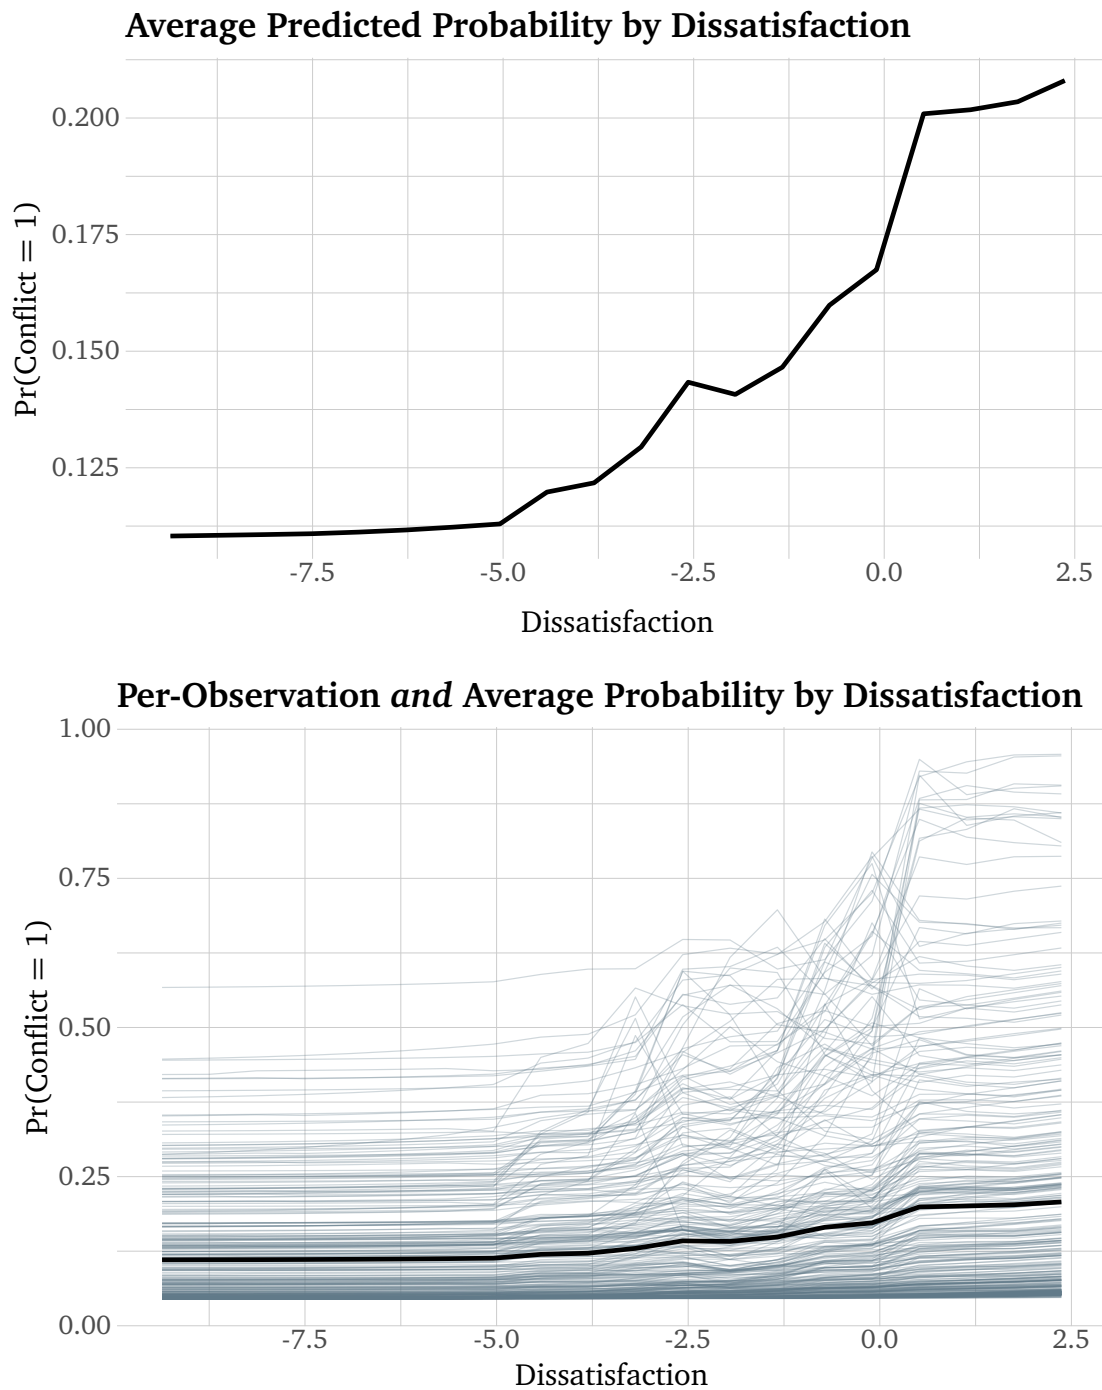 Average Predicted Probability by Dissatisfaction
0.200
0.175
0.150
0.125
Pr(Conflict = 1)
-7.5 -5.0 -2.5 0.0 2.5
Dissatisfaction
Per-Observation and Average Probability by Dissatisfaction
1.00
0.75
0.50
0.25
0.00
Pr(Conflict = 1)
-7.5 -5.0 -2.5 0.0 2.5
Dissatisfaction